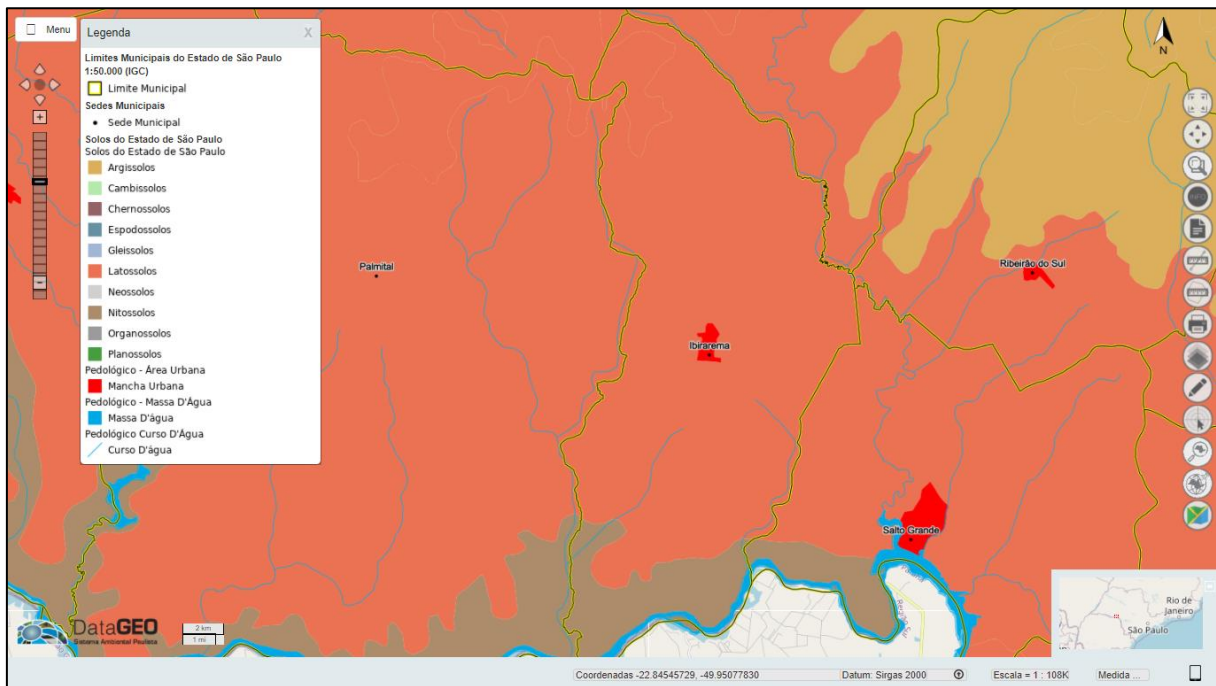 Menu
Legenda
X
Limites Municipais do Estado de São Paulo
1:50.000 (IGC)
Limite Municipal
Sedes Municipais
Sede Municipal
Solos do Estado de São Paulo
Solos do Estado de São Paulo
Argissolos
Cambissolos
Chernossolos
Espodossolos
Gleissolos
Latossolos
Neossolos
Nitossolos
Organossolos
Planossolos
Pedológico - Área Urbana
Mancha Urbana
Pedológico - Massa D'Água
Massa D'água
Pedológico Curso D'Água
Curso D'água
N
INFO
Palmital
Ibirarema
Ribeirão do Sul
Salto Grande
DataGEO
Sistema Ambiental Paulista
2 km
1 mi
Rio de
Janeiro
São Paulo
Coordenadas -22.84545729, -49.95077830
Datum: Sirgas 2000
Escala = 1 : 108K
Medida ...